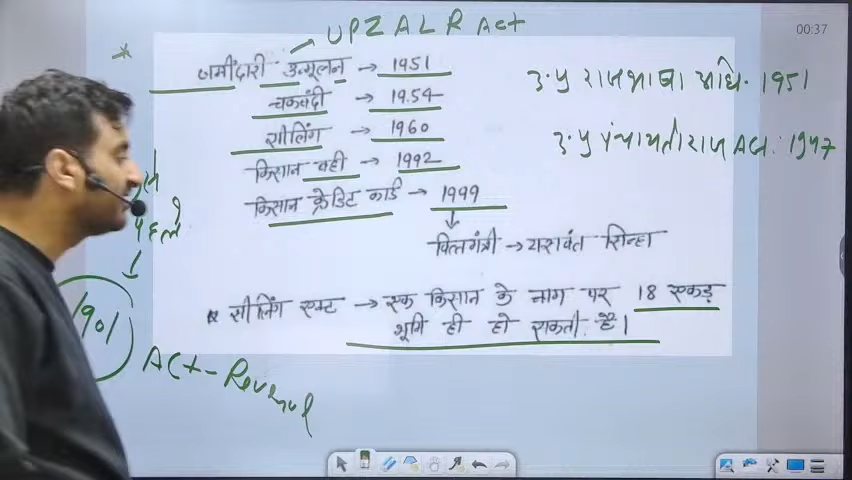 00:37
UPZALR Act
* जमींदारी उन्मूलन → 1951
चकबंदी → 1954
सीलिंग → 1960
किसान बही → 1992
किसान क्रेडिट कार्ड → 1999
वित्तमंत्री → यशवंत सिन्हा
* सीलिंग एक्ट → एक किसान के नाम पर 18 एकड़
भूमि ही हो सकती है।
उ.प्र राजभाषा अधि. 1951
उ.प्र पंचायतीराज Act. 1947
पहले
1901
Act - Revenue